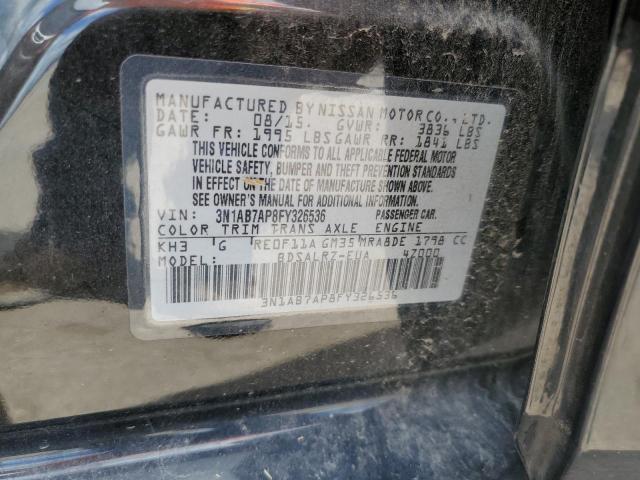 MANUFACTURED BY NISSAN MOTOR CO., LTD.
DATE: 08/15. GVWR: 3836 LBS
GAWR FR: 1995 LBS GAWR RR: 1841 LBS
THIS VEHICLE CONFORMS TO ALL APPLICABLE FEDERAL MOTOR
VEHICLE SAFETY, BUMPER AND THEFT PREVENTION STANDARDS
IN EFFECT ON THE DATE OF MANUFACTURE SHOWN ABOVE.
SEE OWNER'S MANUAL FOR ADDITIONAL INFORMATION.
VIN: 3N1AB7AP8FY326536 PASSENGER CAR.
COLOR TRIM TRANS AXLE ENGINE
KH3 G RE0F11A GM35 MRA8DE 1798 CC
MODEL: BDSALRZ-EUA 4Z000
3N1AB7AP8FY326536